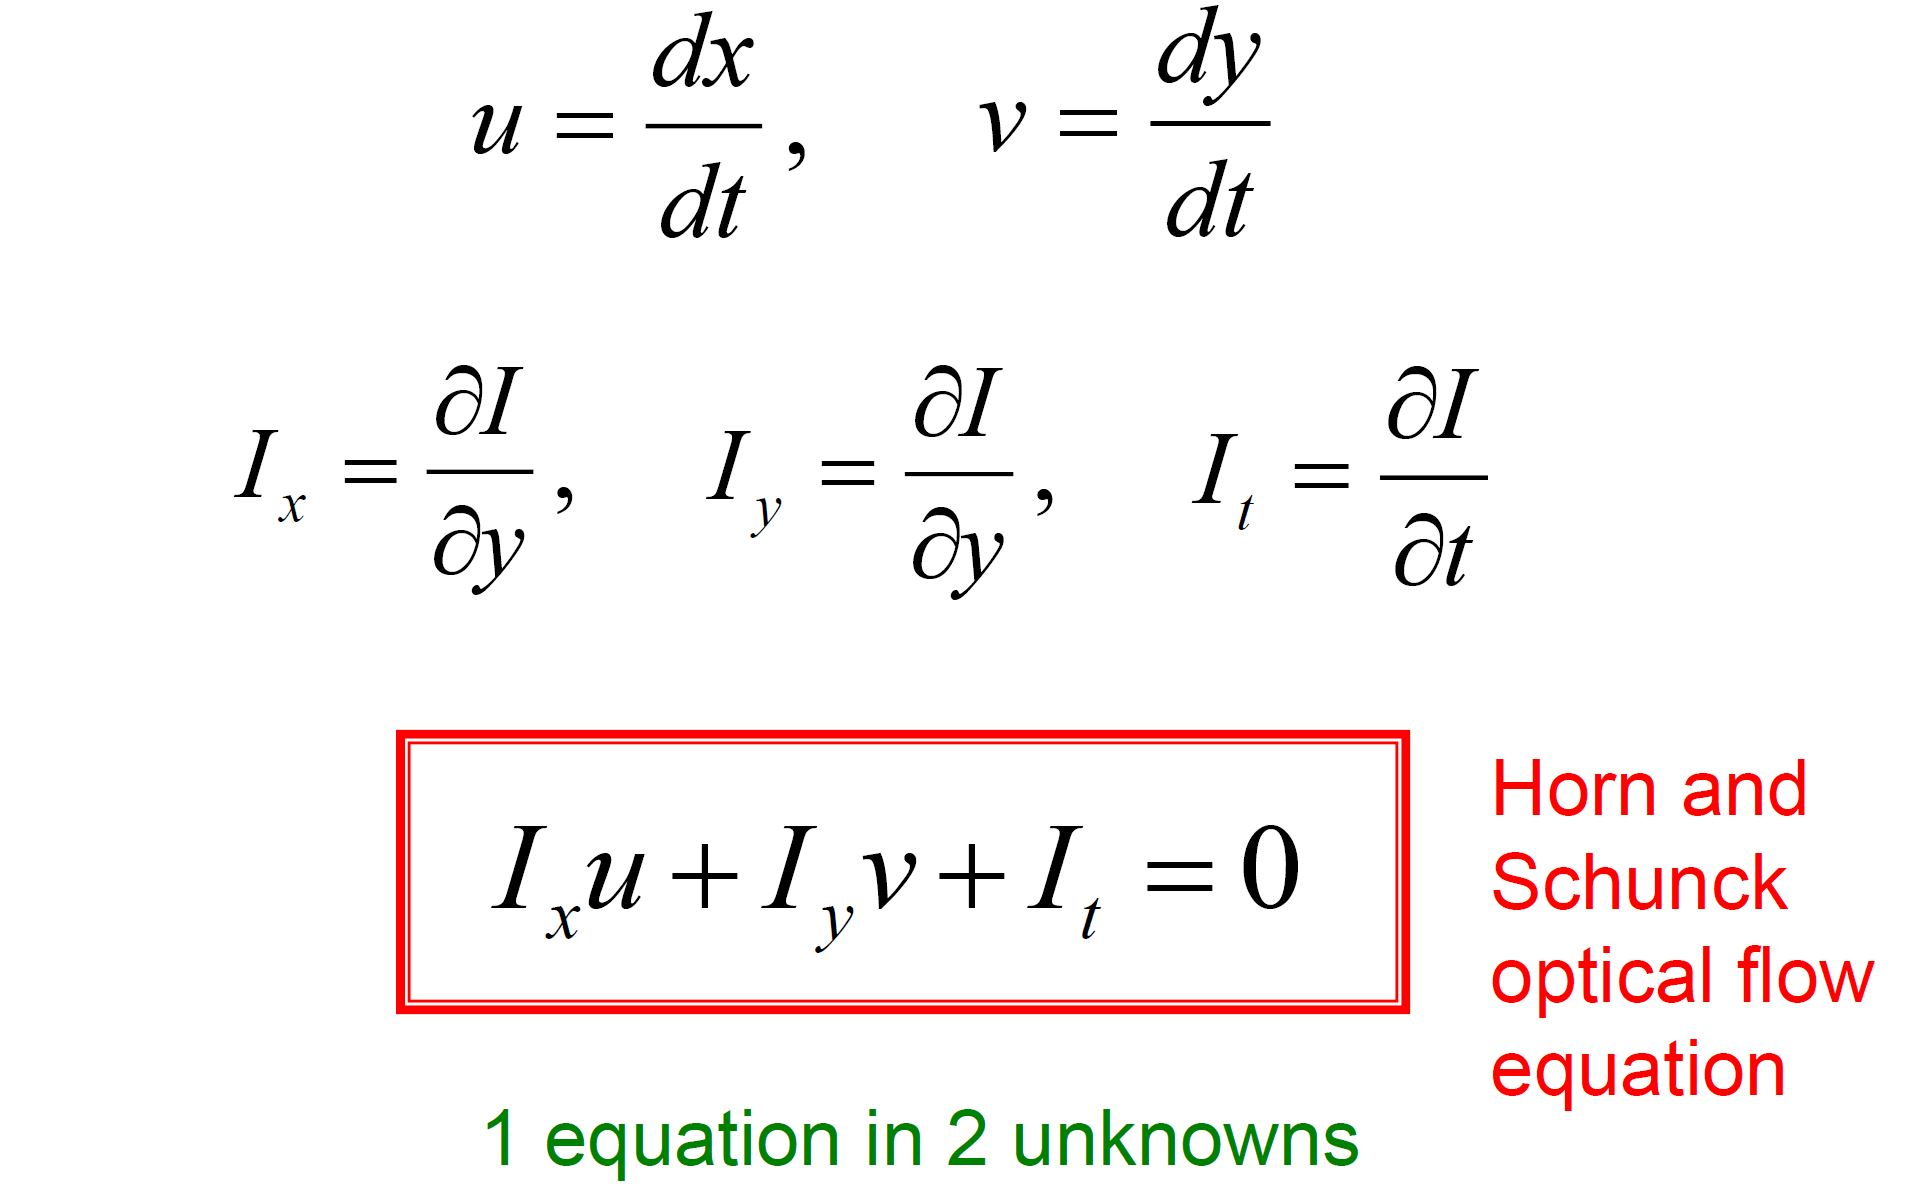 u = dx/dt, v = dy/dt
I_x = ∂I/∂y, I_y = ∂I/∂y, I_t = ∂I/∂t
I_x u + I_y v + I_t = 0
Horn and
Schunck
optical flow
equation
1 equation in 2 unknowns